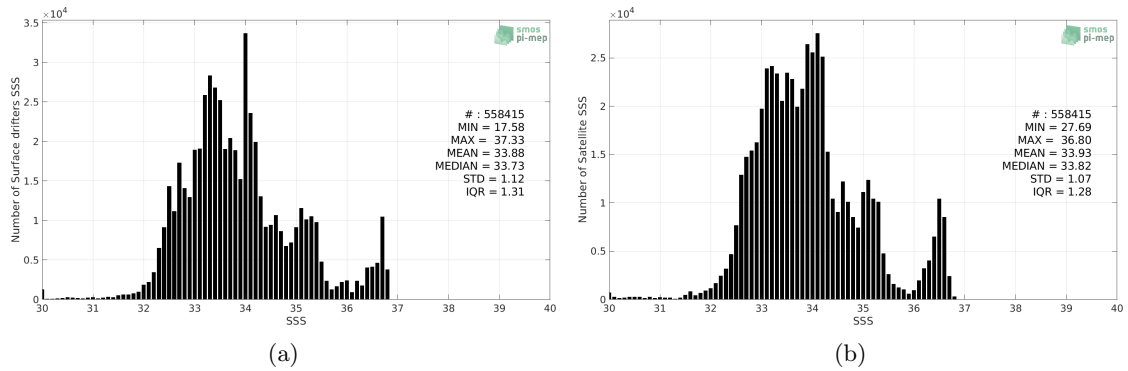 ×10⁴
3.5
3
2.5
2
1.5
1
0.5
0
30 31 32 33 34 35 36 37 38 39 40
SSS
Number of Surface drifters SSS
smos
pi-mep
# : 558415
MIN = 17.58
MAX = 37.33
MEAN = 33.88
MEDIAN = 33.73
STD = 1.12
IQR = 1.31
(a)
×10⁴
2.5
2
1.5
1
0.5
0
30 31 32 33 34 35 36 37 38 39 40
SSS
Number of Satellite SSS
smos
pi-mep
# : 558415
MIN = 27.69
MAX = 36.80
MEAN = 33.93
MEDIAN = 33.82
STD = 1.07
IQR = 1.28
(b)